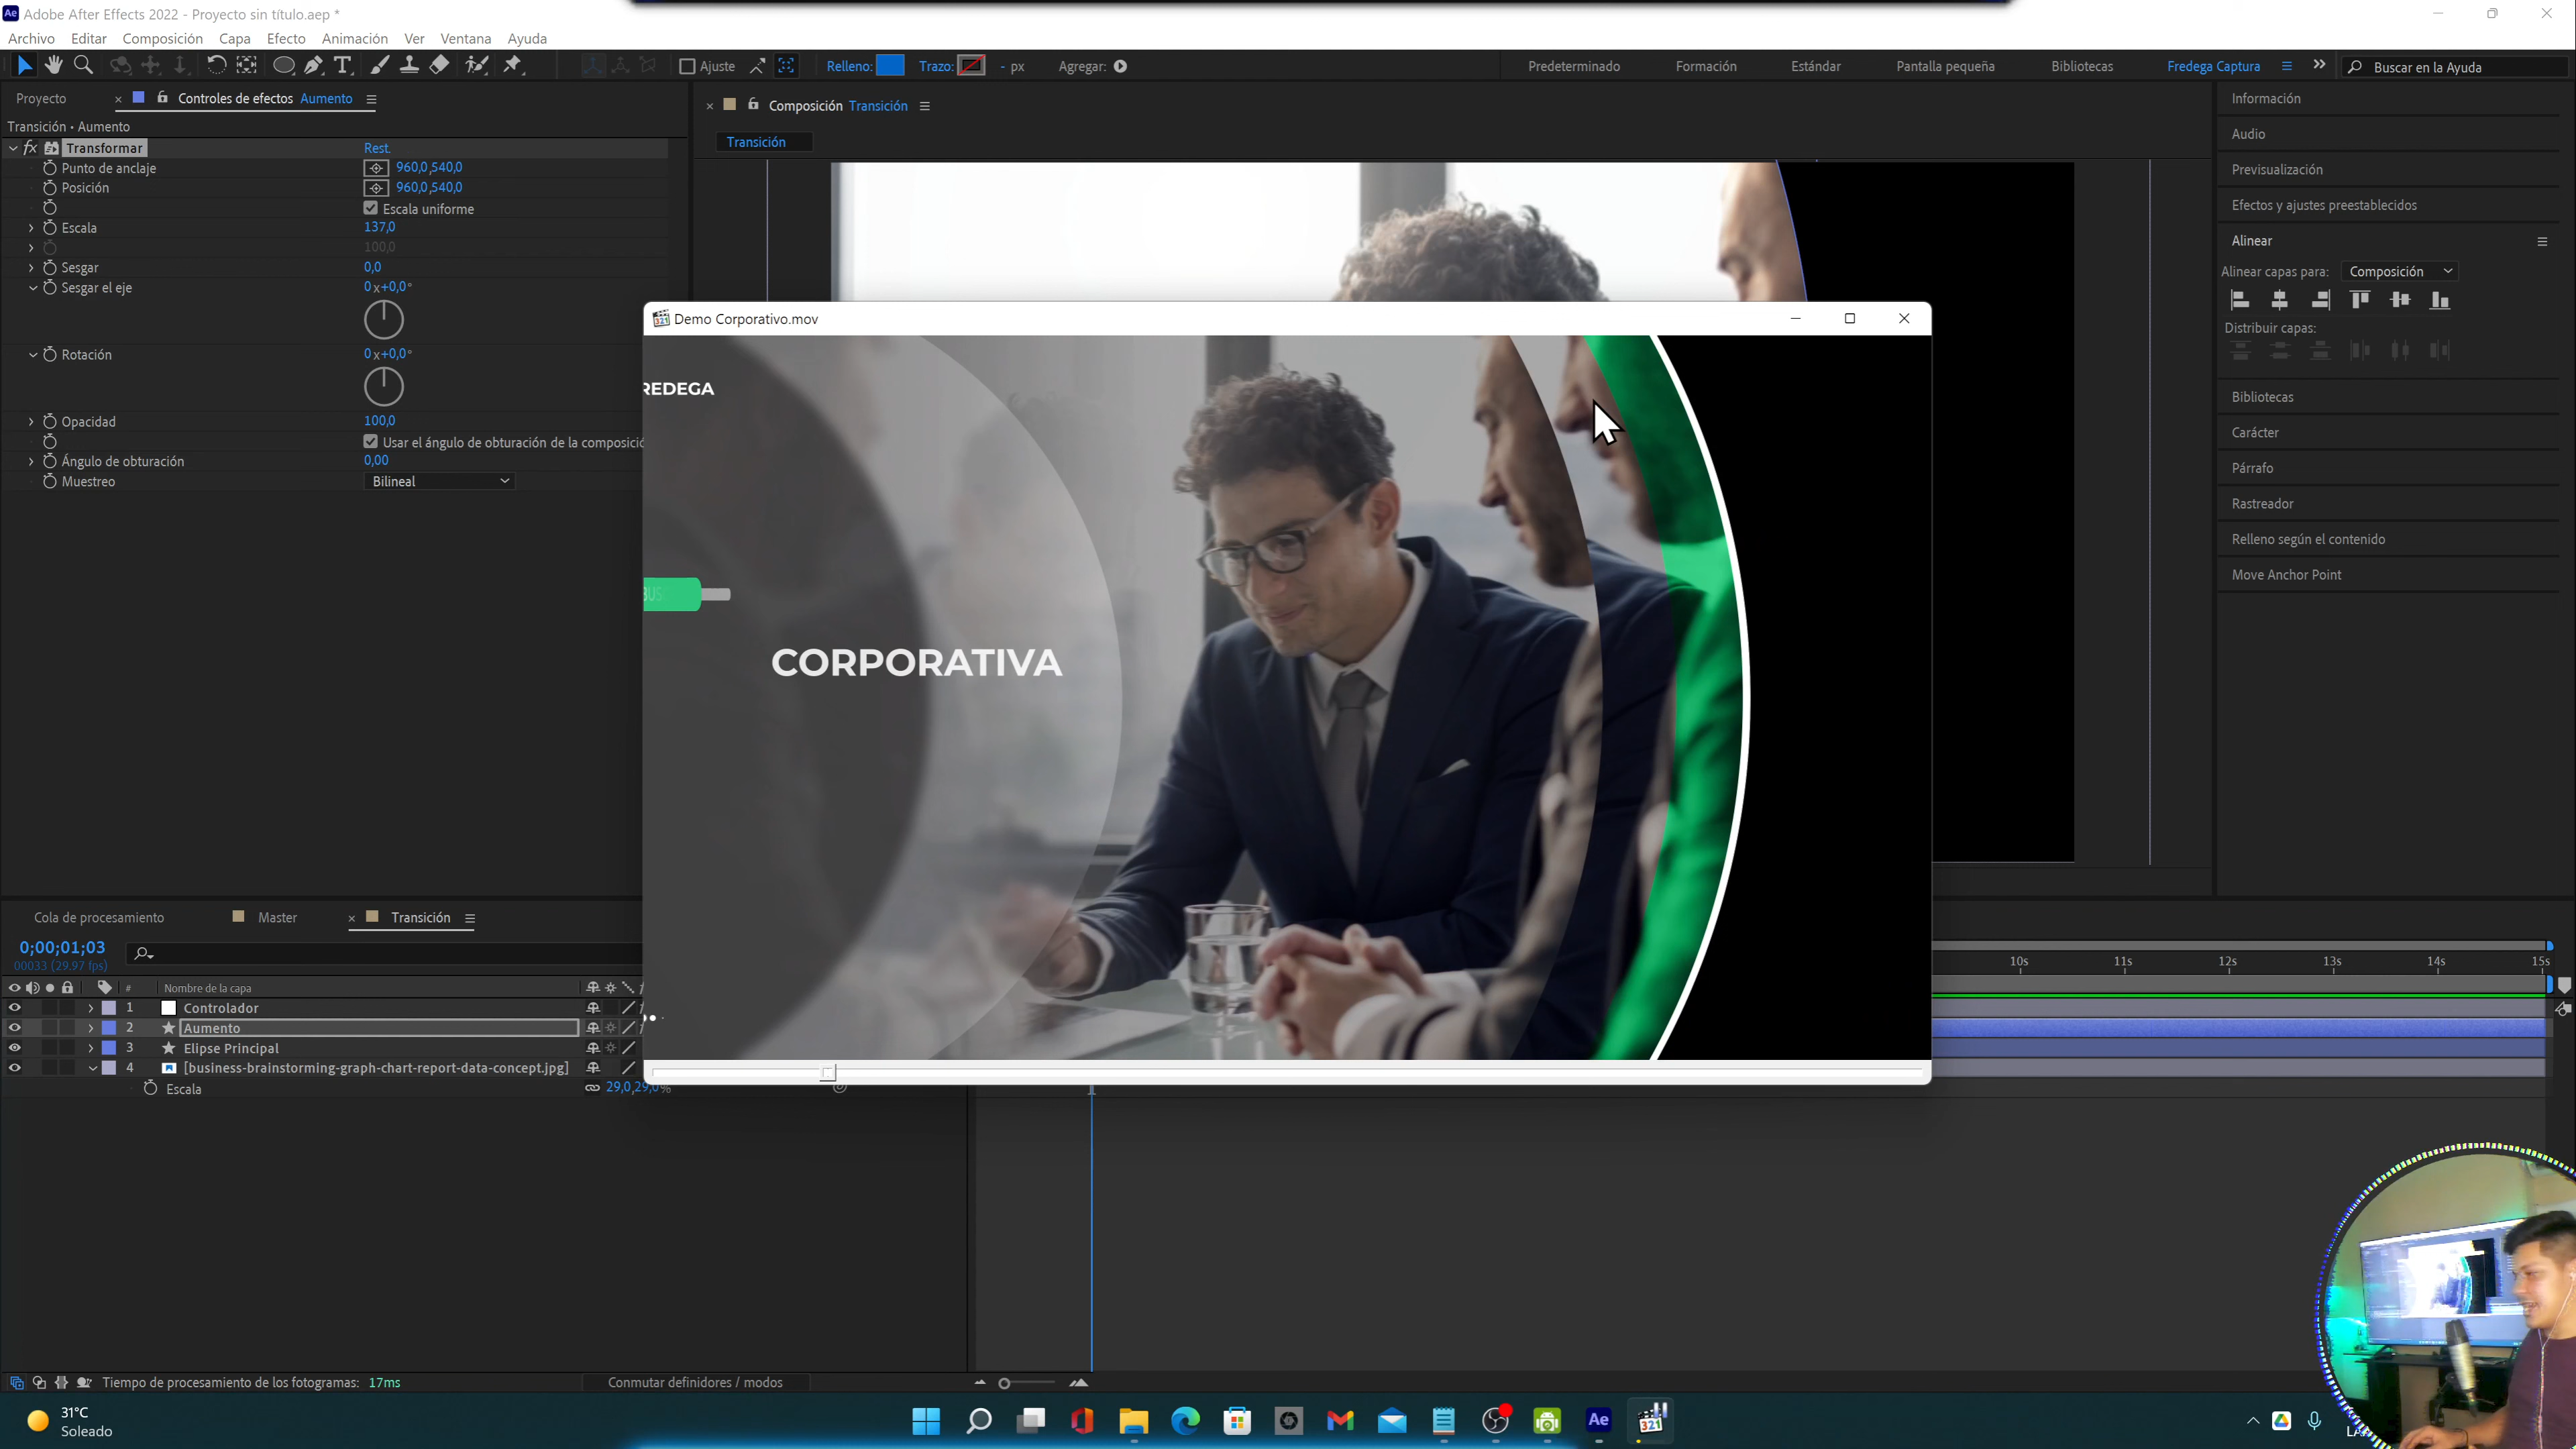 Adobe After Effects 2022 - Proyecto sin título.aep *
Archivo Editar Composición Capa Efecto Animación Ver Ventana Ayuda
Ajuste Relleno: Trazo: - px Agregar: Predeterminado Formación Estándar Pantalla pequeña Bibliotecas Fredega Captura Buscar en la Ayuda
Proyecto Controles de efectos Aumento
Composición Transición
Transición • Aumento
Transición
fx Transformar Rest.
Punto de anclaje 960,0,540,0
Posición 960,0,540,0
Escala uniforme
Escala 137,0
100,0
Sesgar 0,0
Sesgar el eje 0x+0,0°
Rotación 0x+0,0°
Opacidad 100,0
Usar el ángulo de obturación de la composició
Ángulo de obturación 0,00
Muestreo Bilineal
Demo Corporativo.mov
REDEGA
BUS
CORPORATIVA
Información
Audio
Previsualización
Efectos y ajustes preestablecidos
Alinear
Alinear capas para: Composición
Distribuir capas:
Bibliotecas
Carácter
Párrafo
Rastreador
Relleno según el contenido
Move Anchor Point
Cola de procesamiento Master Transición
0;00;01;03
00033 (29.97 fps)
10s 11s 12s 13s 14s 15s
# Nombre de la capa
1 Controlador
2 Aumento
3 Elipse Principal
4 [business-brainstorming-graph-chart-report-data-concept.jpg]
Escala 29,0,29,0%
Tiempo de procesamiento de los fotogramas: 17ms
Conmutar definidores / modos
31°C
Soleado
Ae
321